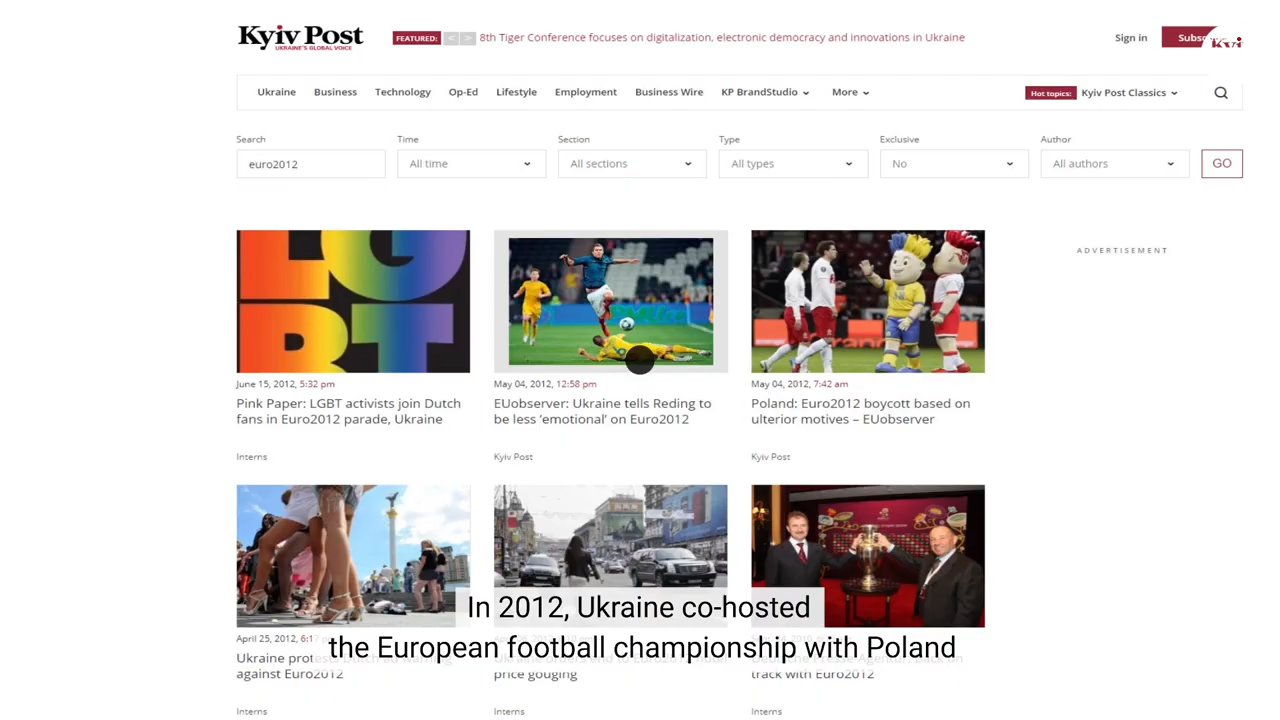 Kyiv Post
UKRAINE'S GLOBAL VOICE
FEATURED: < > 8th Tiger Conference focuses on digitalization, electronic democracy and innovations in Ukraine
Sign in
Ukraine Business Technology Op-Ed Lifestyle Employment Business Wire KP BrandStudio More
Hot topics: Kyiv Post Classics
Search Time Section Type Exclusive Author
euro2012 All time All sections All types No All authors GO
ADVERTISEMENT
LG
BT
June 15, 2012, 5:32 pm
Pink Paper: LGBT activists join Dutch
fans in Euro2012 parade, Ukraine
Interns
May 04, 2012, 12:58 pm
EUobserver: Ukraine tells Reding to
be less ‘emotional’ on Euro2012
Kyiv Post
May 04, 2012, 7:42 am
Poland: Euro2012 boycott based on
ulterior motives – EUobserver
Kyiv Post
April 25, 2012,
Ukraine protests Dutch ad warning
against Euro2012
Interns
price gouging
Interns
track with Euro2012
Interns
In 2012, Ukraine co-hosted
the European football championship with Poland